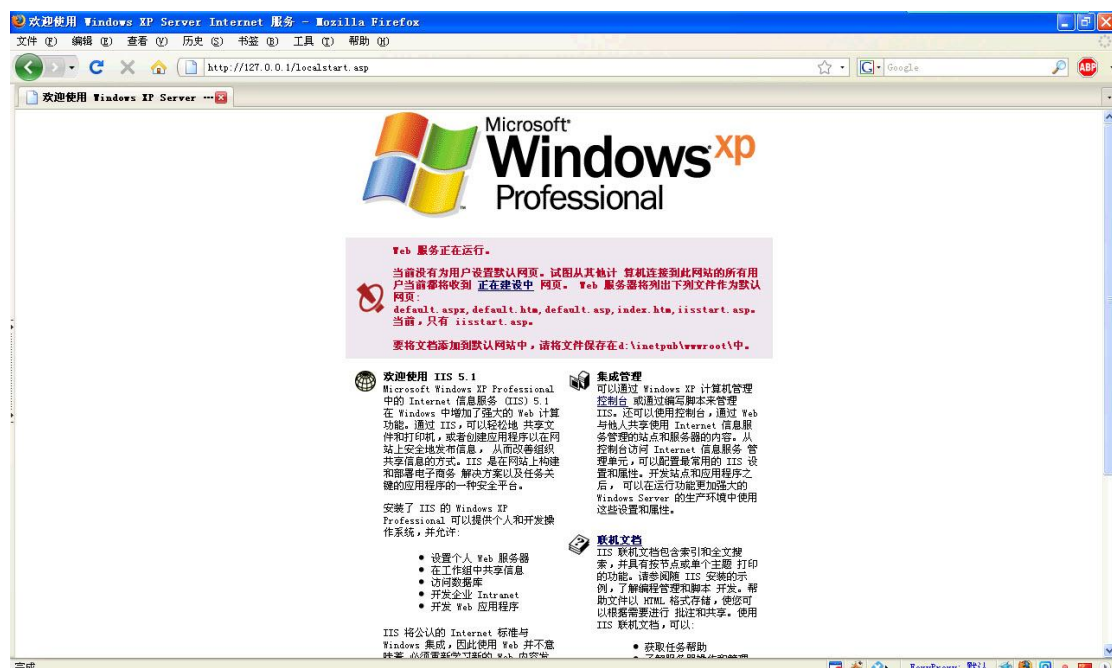 欢迎使用 Windows XP Server Internet 服务 - Mozilla Firefox
文件(F) 编辑(E) 查看(V) 历史(S) 书签(B) 工具(T) 帮助(H)
http://127.0.0.1/localstart.asp
Google
ABP
欢迎使用 Windows XP Server ...
Microsoft
Windows xp
Professional
Web 服务正在运行。
当前没有为用户设置默认网页。试图从其他计 算机连接到此网站的所有用
户当前都将收到 正在建设中 网页。 Web 服务器将列出下列文件作为默认
网页:
default.aspx,default.htm,default.asp,index.htm,iisstart.asp。
当前，只有 iisstart.asp。
要将文档添加到默认网站中，请将文件保存在d:\inetpub\wwwroot\中。
欢迎使用 IIS 5.1
Microsoft Windows XP Professional
中的 Internet 信息服务 (IIS) 5.1
在 Windows 中增加了强大的 Web 计算
功能。通过 IIS，可以轻松地 共享文
件和打印机，或者创建应用程序以在网
站上安全地发布信息， 从而改善组织
共享信息的方式。IIS 是在网站上构建
和部署电子商务 解决方案以及任务关
键的应用程序的一种安全平台。
安装了 IIS 的 Windows XP
Professional 可以提供个人和开发操
作系统，并允许:
● 设置个人 Web 服务器
● 在工作组中共享信息
● 访问数据库
● 开发企业 Intranet
● 开发 Web 应用程序
IIS 将公认的 Internet 标准与
Windows 集成，因此使用 Web 并不意
味着 必须重新学习新的 Web 内容发
集成管理
可以通过 Windows XP 计算机管理
控制台 或通过编写脚本来管理
IIS。还可以使用控制台，通过 Web
与他人共享使用 Internet 信息服
务管理的站点和服务器的内容。从
控制台访问 Internet 信息服务 管
理单元，可以配置最常用的 IIS 设
置和属性。开发站点和应用程序之
后， 可以在运行功能更加强大的
Windows Server 的生产环境中使用
这些设置和属性。
联机文档
IIS 联机文档包含索引和全文搜
索，并具有按节点或单个主题 打印
的功能。请参阅随 IIS 安装的示
例，了解编程管理和脚本 开发。帮
助文件以 HTML 格式存储，使您可
以根据需要进行 批注和共享。使用
IIS 联机文档，可以:
● 获取任务帮助
● 了解服务器操作和管理
完成
FoxyProxy: 默认